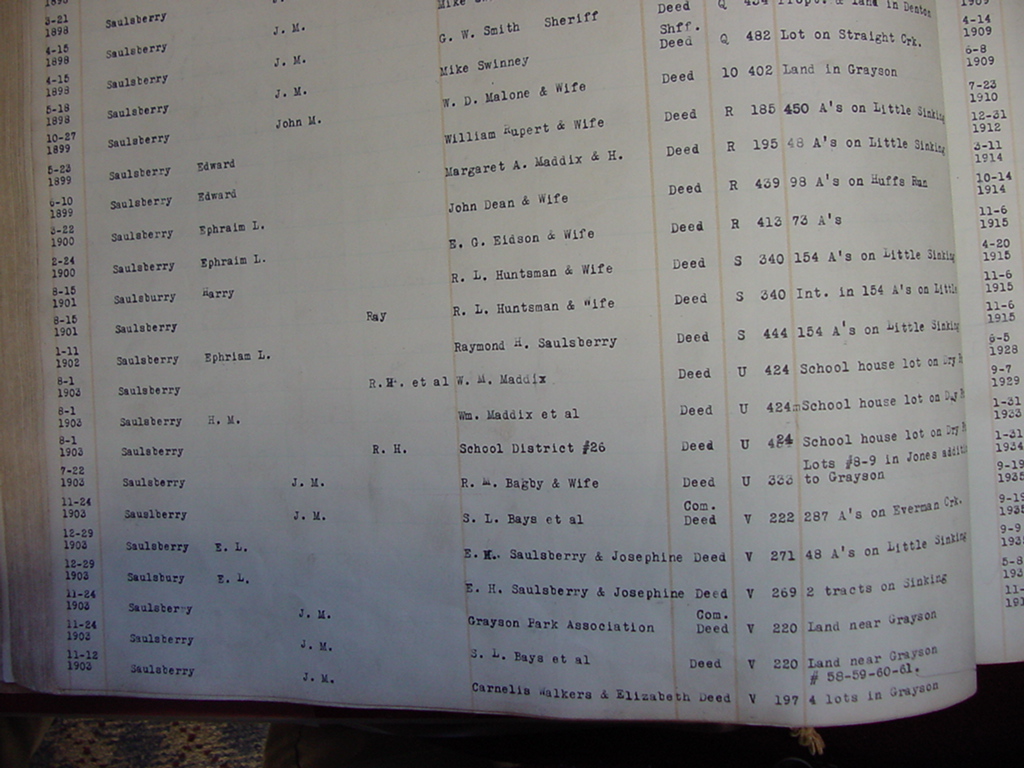 1898
3-21 1898 Saulsberry
4-15 1898 Saulsberry J. M. G. W. Smith Sheriff Deed Q
4-15 1898 Saulsberry J. M. Mike Swinney Shff. Deed Q 482 Lot on Straight Crk.
5-18 1898 Saulsberry John M. W. D. Malone & Wife Deed 10 402 Land in Grayson
10-27 1899 Saulsberry Edward William Rupert & Wife Deed R 185 450 A's on Little Sinking
5-23 1899 Saulsberry Edward Margaret A. Maddix & H. Deed R 195 48 A's on Little Sinking
6-10 1899 Saulsberry Ephraim L. John Dean & Wife Deed R 439 98 A's on Huffs Run
3-22 1900 Saulsberry Ephraim L. E. G. Eidson & Wife Deed R 413 73 A's
2-24 1900 Saulsberry Harry R. L. Huntsman & Wife Deed S 340 154 A's on Little Sinking
8-15 1901 Saulsburry Ray R. L. Huntsman & Wife Deed S 340 Int. in 154 A's on Little
8-15 1901 Saulsberry Ephriam L. Raymond H. Saulsberry Deed S 444 154 A's on Little Sinking
1-11 1902 Saulsberry R.H. et al W. M. Maddix Deed U 424 School house lot on Dry
8-1 1903 Saulsberry H. M. Wm. Maddix et al Deed U 424 School house lot on Dry
8-1 1903 Saulsberry R. H. School District #26 Deed U 424 School house lot on Dry
8-1 1903 Saulsberry J. M. R. M. Bagby & Wife Deed U 333 Lots #8-9 in Jones addition to Grayson
7-22 1903 Saulsberry J. M. S. L. Bays et al Com. Deed V 222 287 A's on Everman Crk.
11-24 1903 Sauslberry E. L. E. H. Saulsberry & Josephine Deed V 271 48 A's on Little Sinking
12-29 1903 Saulsberry E. L. E. H. Saulsberry & Josephine Deed V 269 2 tracts on Sinking
12-29 1903 Saulsbury J. M. Grayson Park Association Com. Deed V 220 Land near Grayson
11-24 1903 Saulsberry J. M. S. L. Bays et al Deed V 220 Land near Grayson
11-24 1903 Saulsberry J. M. Carnelis Walkers & Elizabeth Deed V 197 # 58-59-60-61. 4 lots in Grayson
11-12 1903 Saulsberry
4-14 1909
6-8 1909
7-23 1910
12-31 1912
3-11 1914
10-14 1914
11-6 1915
4-20 1915
11-6 1915
11-6 1915
6-5 1928
9-7 1929
1-31 1933
1-31
9-19
9-19
9-9
5-8